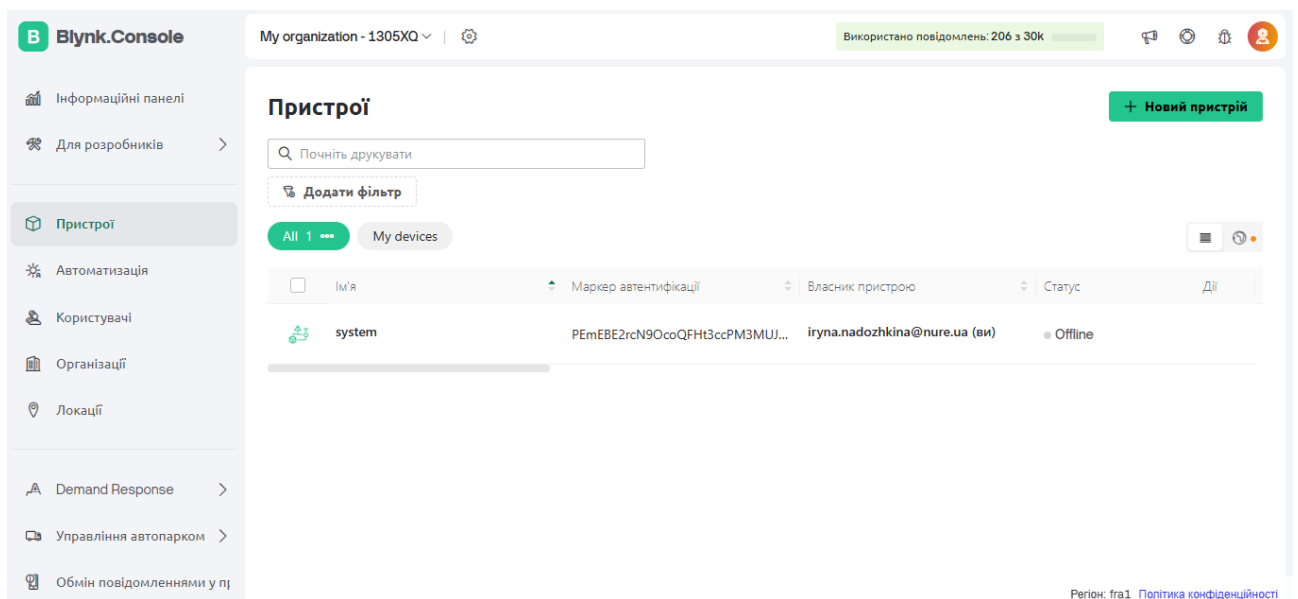 B Blynk.Console
My organization - 1305XQ
Використано повідомлень: 206 з 30k
Інформаційні панелі
Для розробників
Пристрої
Автоматизація
Користувачі
Організації
Локації
Demand Response
Управління автопарком
Обмін повідомленнями у пр
Пристрої
+ Новий пристрій
Почніть друкувати
Додати фільтр
All 1 •••
My devices
Ім'я Маркер автентифікації Власник пристрою Статус Дії
system PEmEBE2rcN9OcoQFHt3ccPM3MUJ... iryna.nadozhkina@nure.ua (ви) Offline
Регіон: fra1 Політика конфіденційності